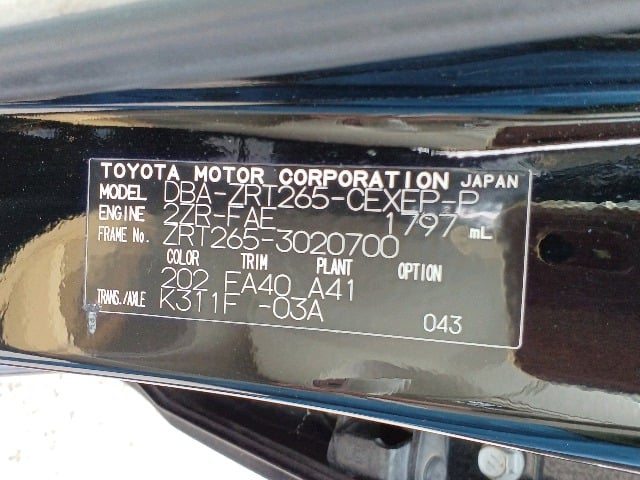 TOYOTA MOTOR CORPORATION JAPAN
MODEL DBA-ZRT265-CEXEP-P
ENGINE 2ZR-FAE 1797 mL
FRAME No. ZRT265-3020700
COLOR TRIM PLANT OPTION
202 FA40 A41
TRANS./AXLE K311F -03A
043